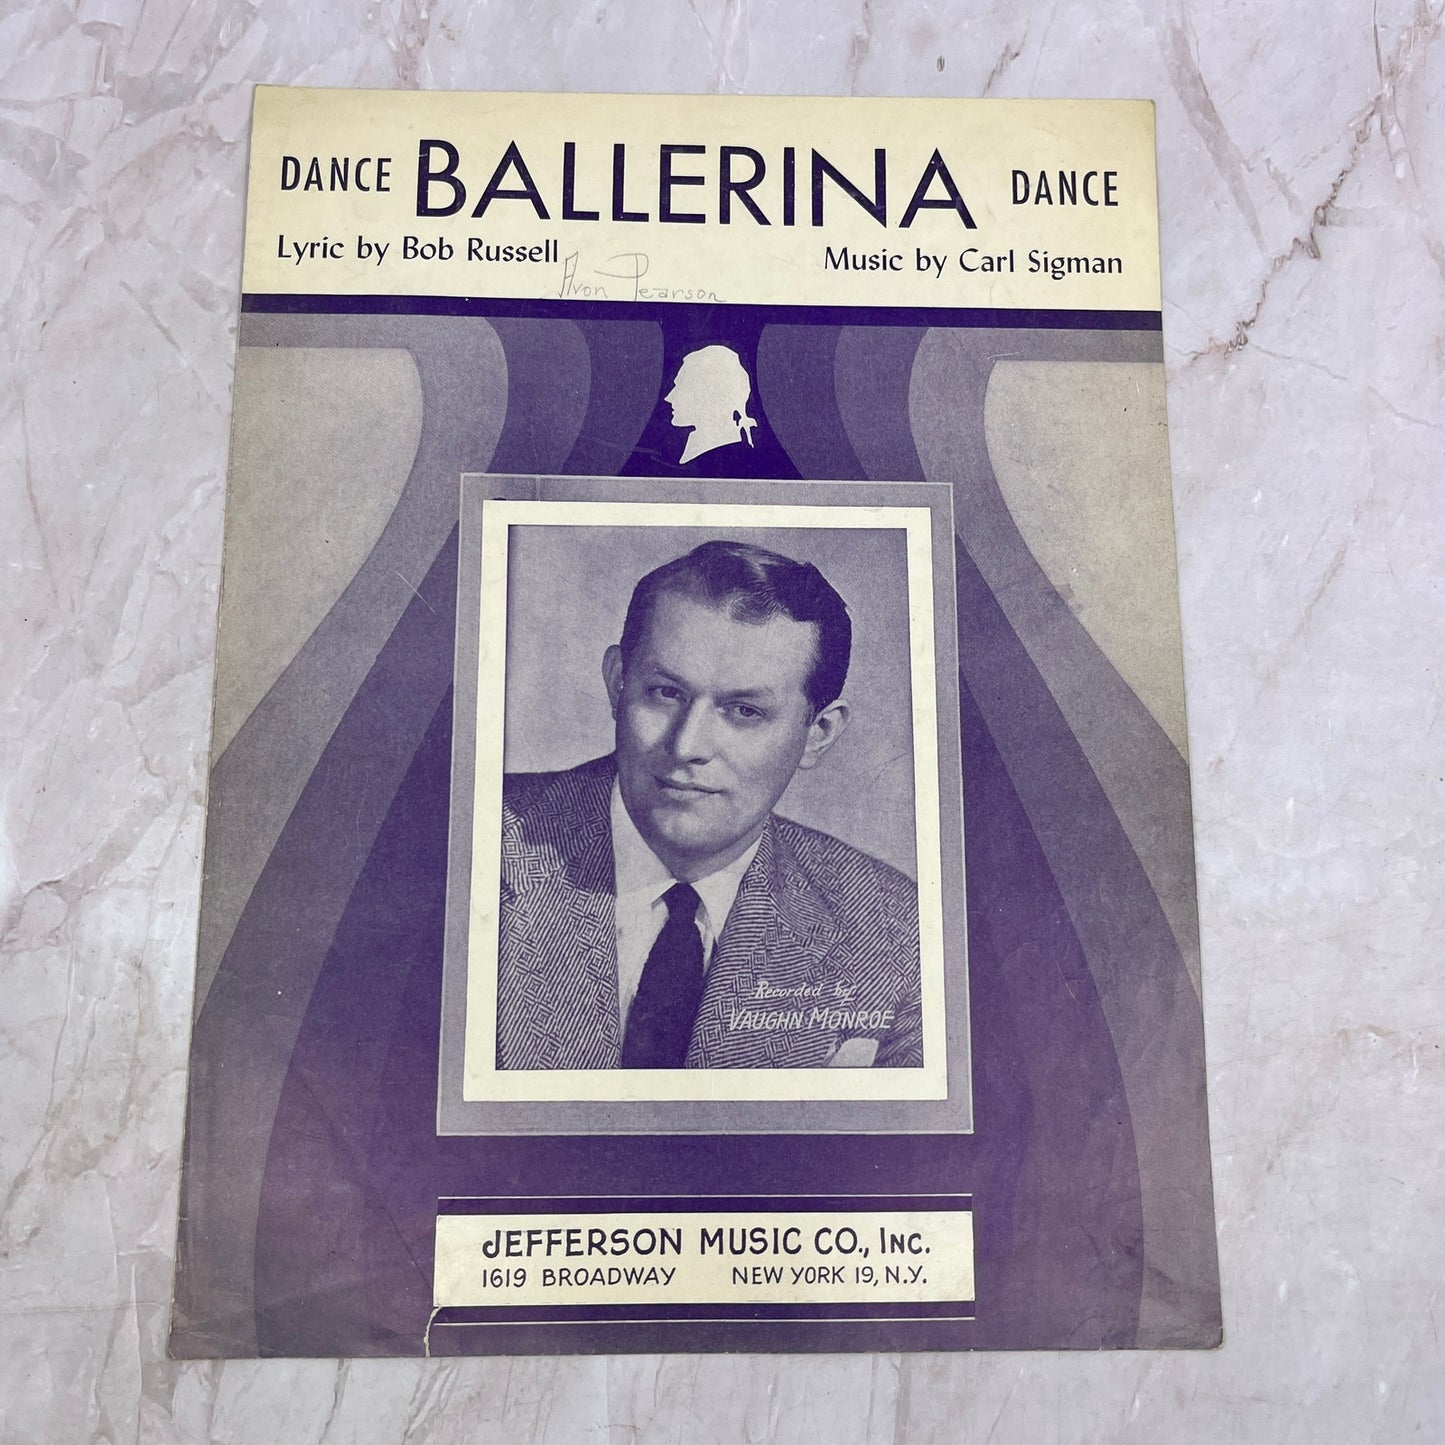 DANCE BALLERINA DANCE
Lyric by Bob Russell Music by Carl Sigman
Avon Pearson
Recorded by
VAUGHN MONROE
JEFFERSON MUSIC CO., INC.
1619 BROADWAY NEW YORK 19, N.Y.